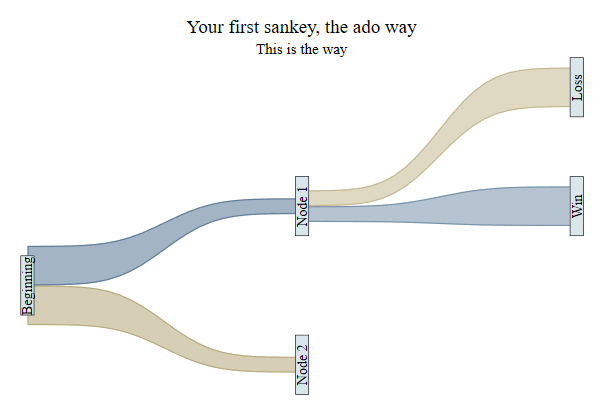 Your first sankey, the ado way
This is the way
Loss
Node 1
Win
Beginning
Node 2